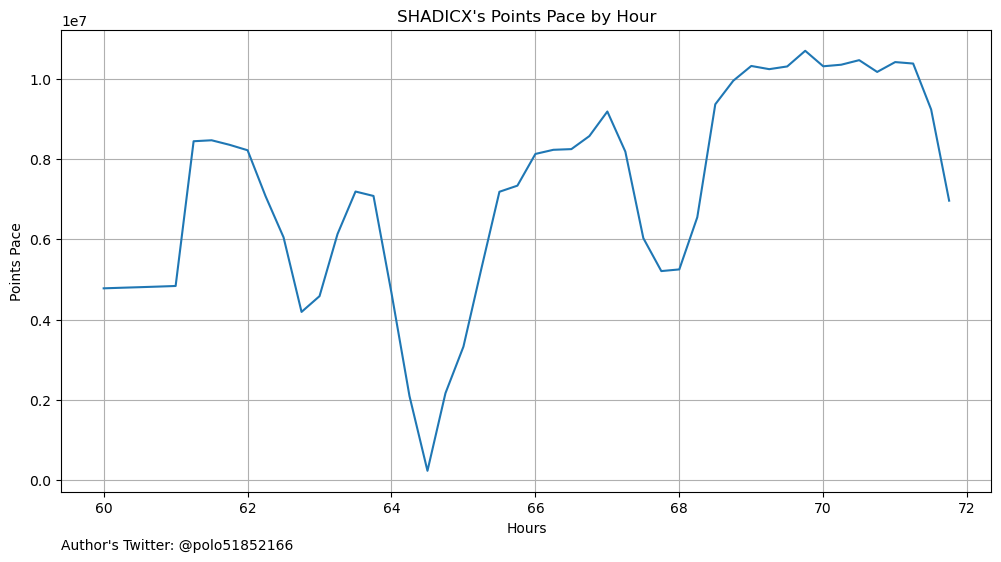 SHADICX's Points Pace by Hour
1e7
1.0
0.8
0.6
0.4
0.2
0.0
Points Pace
60 62 64 66 68 70 72
Hours
Author's Twitter: @polo51852166